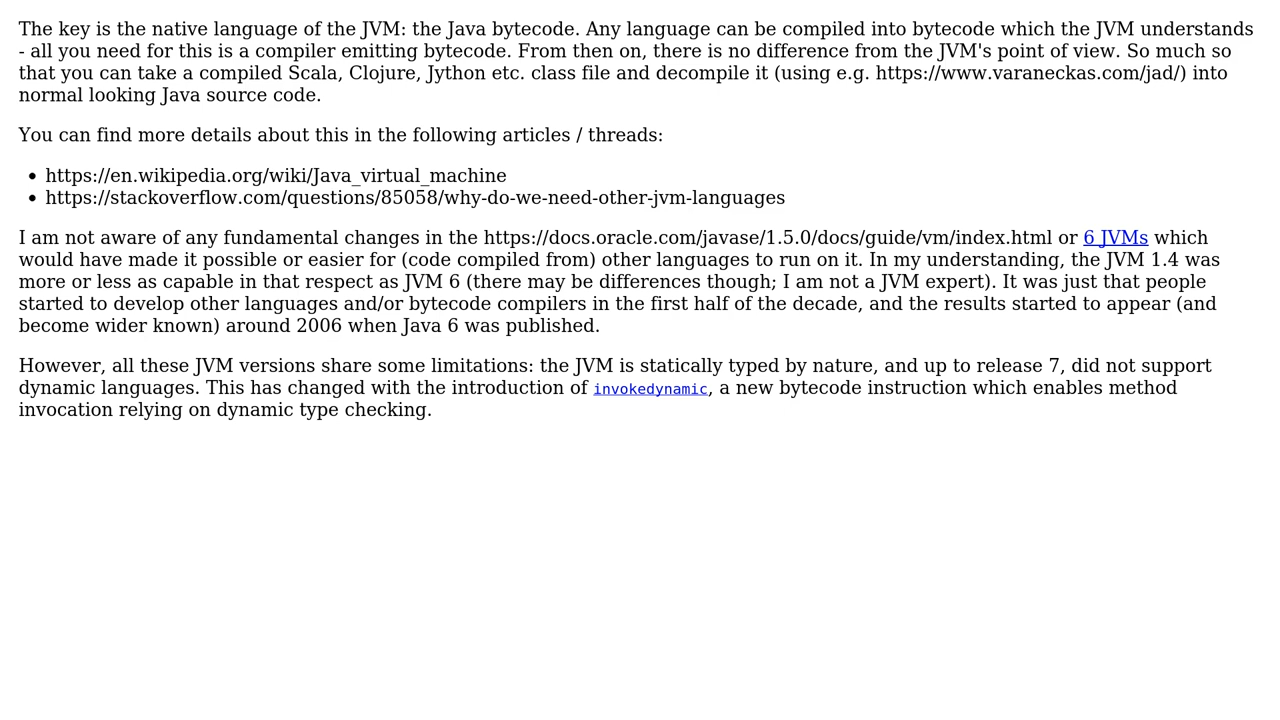 The key is the native language of the JVM: the Java bytecode. Any language can be compiled into bytecode which the JVM understands
- all you need for this is a compiler emitting bytecode. From then on, there is no difference from the JVM's point of view. So much so
that you can take a compiled Scala, Clojure, Jython etc. class file and decompile it (using e.g. https://www.varaneckas.com/jad/) into
normal looking Java source code.
You can find more details about this in the following articles / threads:
• https://en.wikipedia.org/wiki/Java_virtual_machine
• https://stackoverflow.com/questions/85058/why-do-we-need-other-jvm-languages
I am not aware of any fundamental changes in the https://docs.oracle.com/javase/1.5.0/docs/guide/vm/index.html or 6 JVMs which
would have made it possible or easier for (code compiled from) other languages to run on it. In my understanding, the JVM 1.4 was
more or less as capable in that respect as JVM 6 (there may be differences though; I am not a JVM expert). It was just that people
started to develop other languages and/or bytecode compilers in the first half of the decade, and the results started to appear (and
become wider known) around 2006 when Java 6 was published.
However, all these JVM versions share some limitations: the JVM is statically typed by nature, and up to release 7, did not support
dynamic languages. This has changed with the introduction of invokedynamic, a new bytecode instruction which enables method
invocation relying on dynamic type checking.